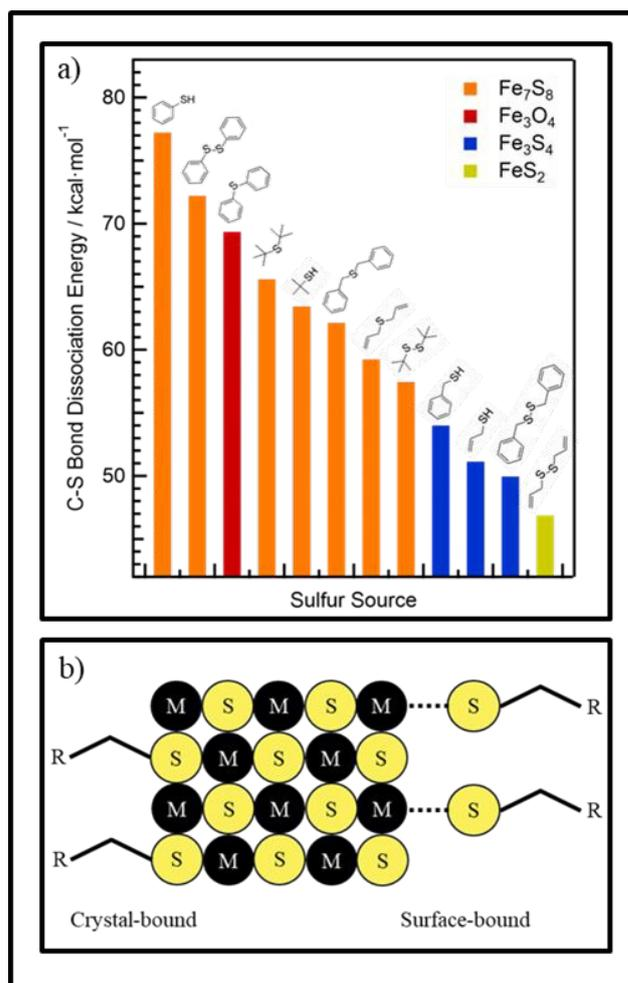 a)
Fe₇S₈
Fe₃O₄
Fe₃S₄
FeS₂
80
70
60
50
C-S Bond Dissociation Energy / kcal·mol⁻¹
SH
S-S
S
S
SH
S
S
S-S
SH
SH
S-S
S-S
Sulfur Source
b)
M S M S M S R
R S M S M S
M S M S M S R
R S M S M S
Crystal-bound Surface-bound